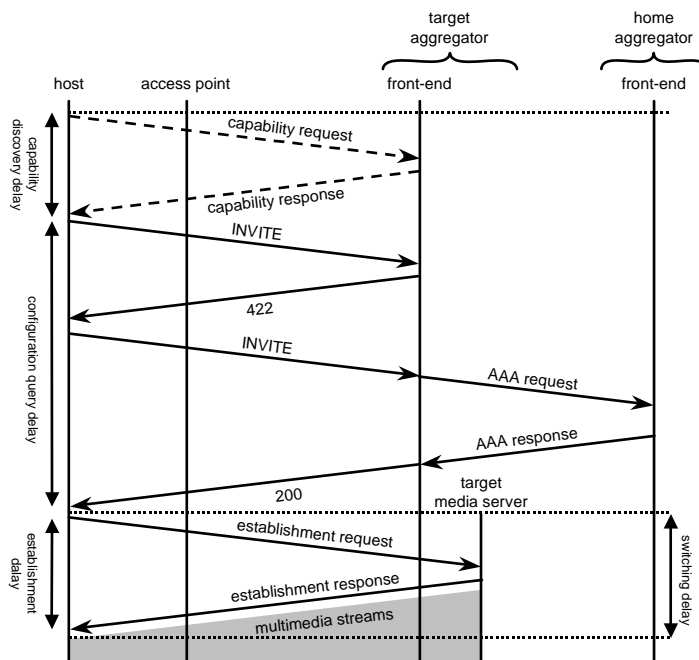 target
aggregator
home
aggregator
host
access point
front-end
front-end
capability
discovery delay
capability request
capability response
INVITE
422
configuration query delay
INVITE
AAA request
AAA response
200
target
media server
establishment
dalay
establishment request
establishment response
multimedia streams
switching delay